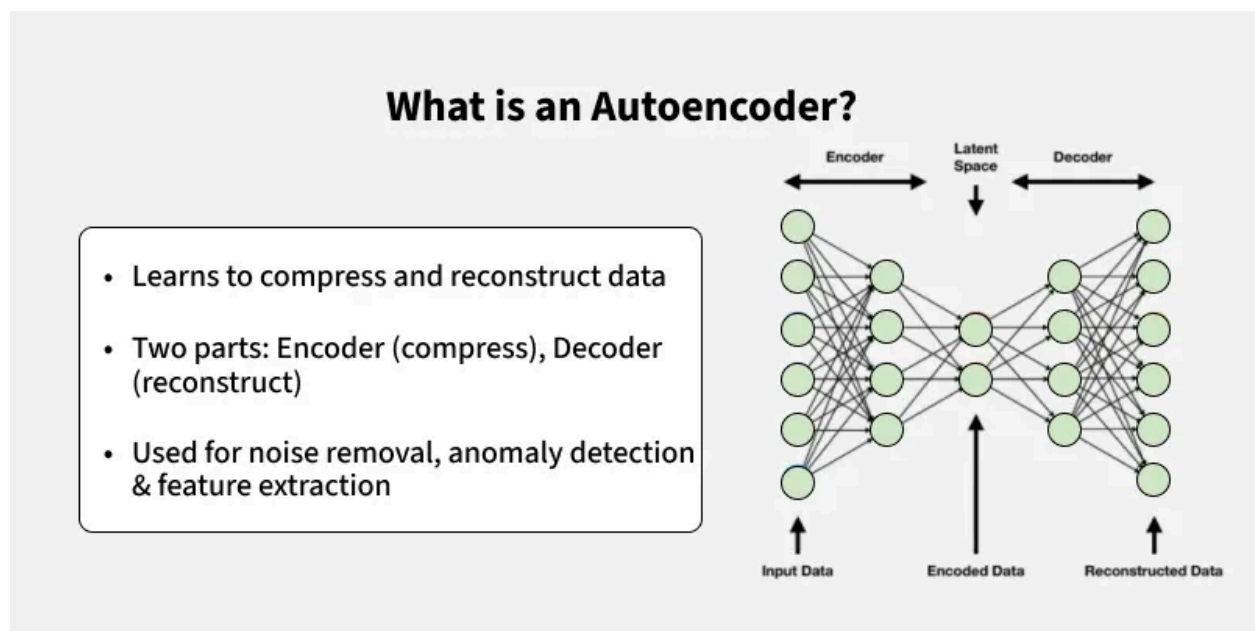 What is an Autoencoder?
Encoder
Latent
Space
Decoder
• Learns to compress and reconstruct data
• Two parts: Encoder (compress), Decoder
(reconstruct)
• Used for noise removal, anomaly detection
& feature extraction
Input Data
Encoded Data
Reconstructed Data